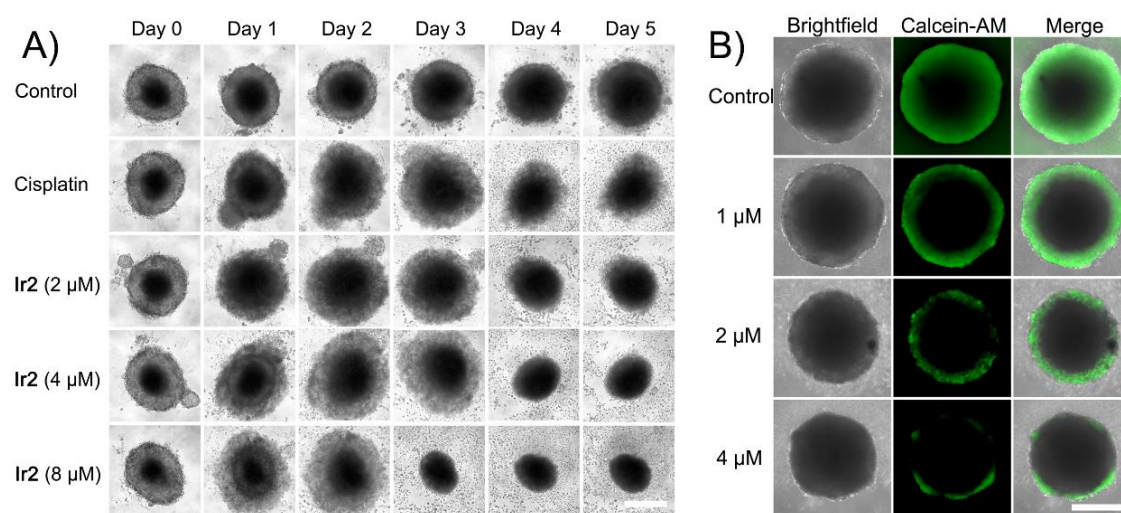 A)
Day 0 Day 1 Day 2 Day 3 Day 4 Day 5
Control
Cisplatin
Ir2 (2 μM)
Ir2 (4 μM)
Ir2 (8 μM)
B)
Brightfield Calcein-AM Merge
Control
1 μM
2 μM
4 μM